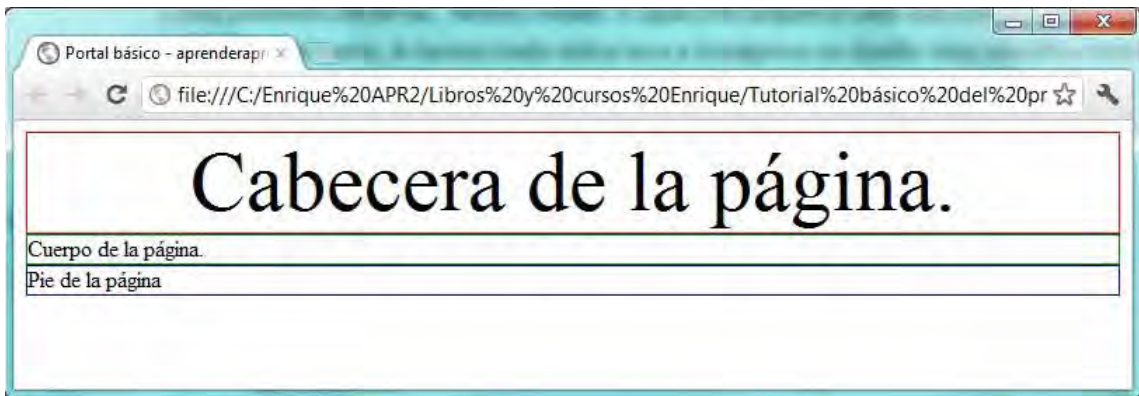 Portal básico - aprenderapr
file:///C:/Enrique%20APR2/Libros%20y%20cursos%20Enrique/Tutorial%20básico%20del%20pr
Cabecera de la página.
Cuerpo de la página.
Pie de la página